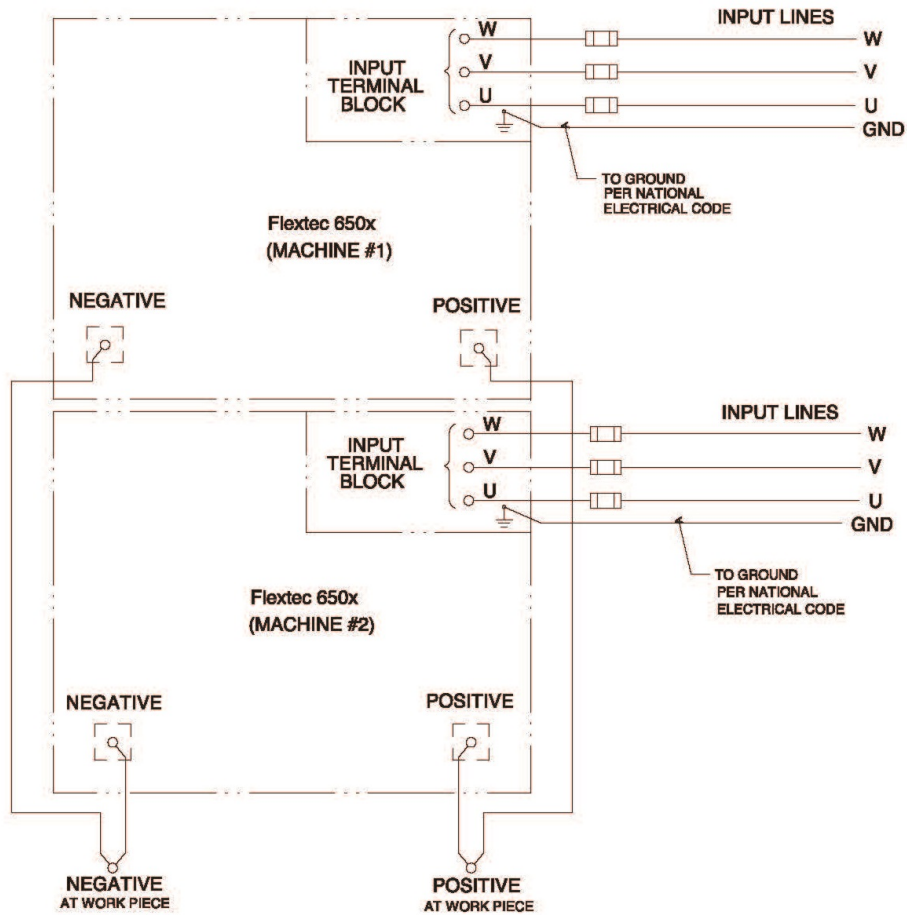 INPUT LINES
W
W
INPUT
TERMINAL
BLOCK
V
V
U
U
GND
TO GROUND
PER NATIONAL
ELECTRICAL CODE
Flextec 650x
(MACHINE #1)
NEGATIVE
POSITIVE
INPUT LINES
W
W
INPUT
TERMINAL
BLOCK
V
V
U
U
GND
TO GROUND
PER NATIONAL
ELECTRICAL CODE
Flextec 650x
(MACHINE #2)
NEGATIVE
POSITIVE
NEGATIVE
AT WORK PIECE
POSITIVE
AT WORK PIECE